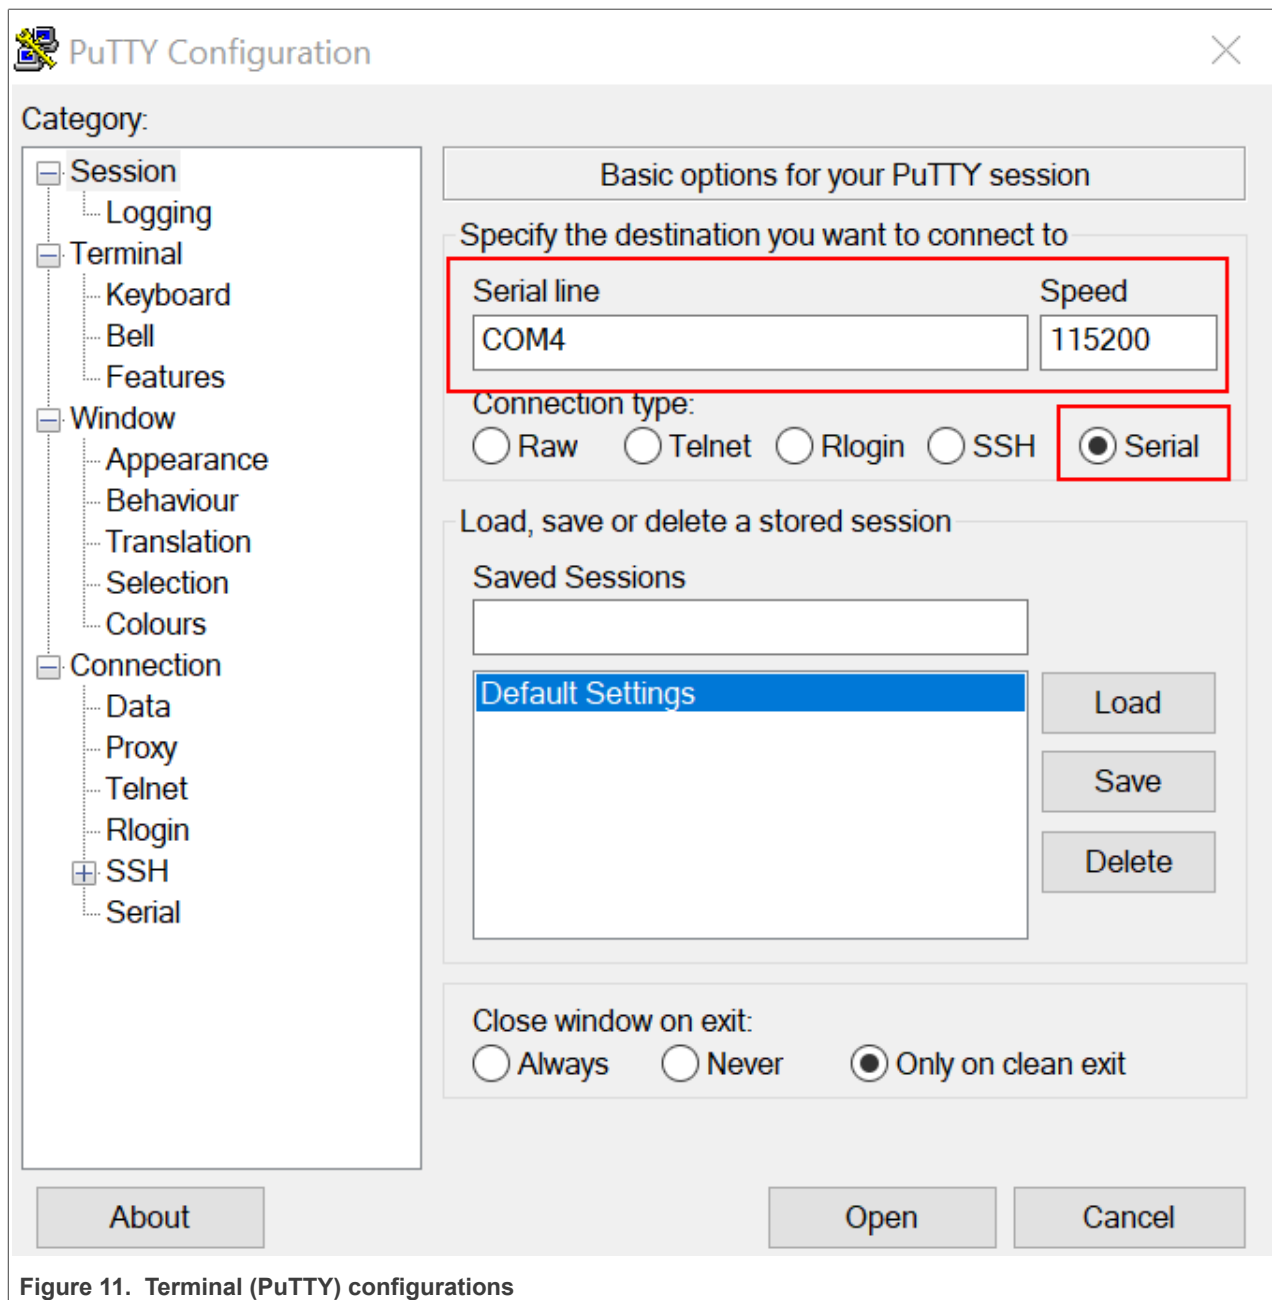 PuTTY Configuration
Category:
Session
Logging
Terminal
Keyboard
Bell
Features
Window
Appearance
Behaviour
Translation
Selection
Colours
Connection
Data
Proxy
Telnet
Rlogin
SSH
Serial
Basic options for your PuTTY session
Specify the destination you want to connect to
Serial line Speed
COM4 115200
Connection type:
Raw Telnet Rlogin SSH Serial
Load, save or delete a stored session
Saved Sessions
Default Settings
Load
Save
Delete
Close window on exit:
Always Never Only on clean exit
About Open Cancel
Figure 11. Terminal (PuTTY) configurations